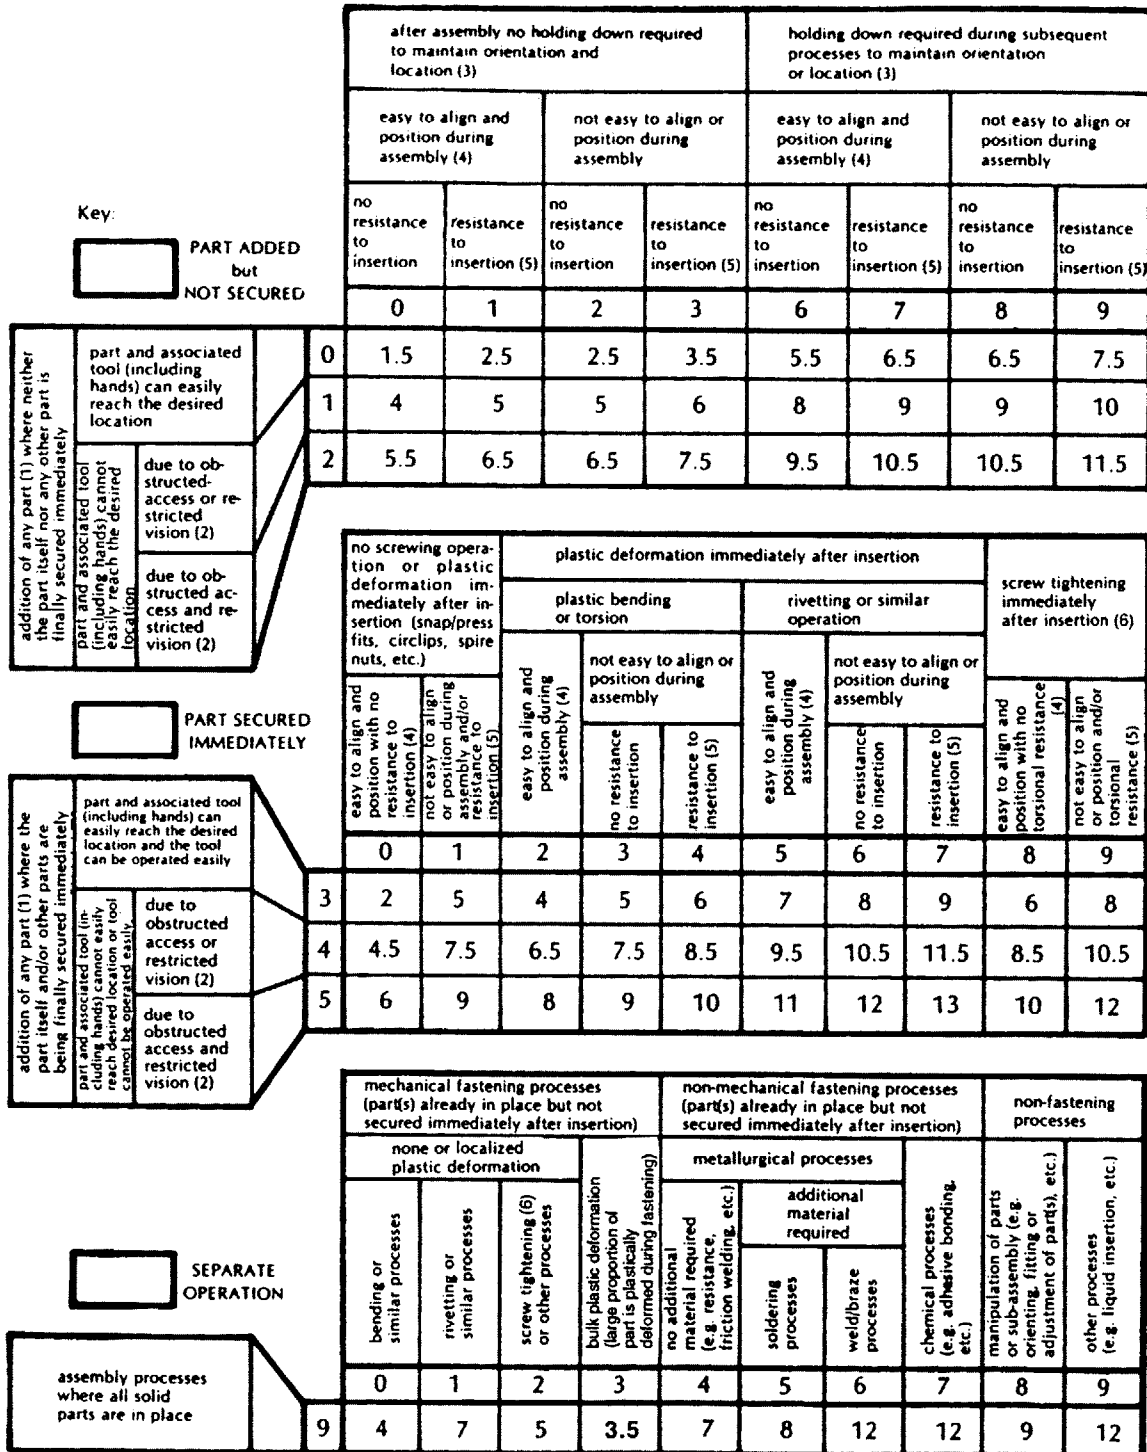 after assembly no holding down required
to maintain orientation and
location (3)
holding down required during subsequent
processes to maintain orientation
or location (3)
easy to align and
position during
assembly (4)
not easy to align or
position during
assembly
easy to align and
position during
assembly (4)
not easy to align or
position during
assembly
no
resistance
to
insertion
resistance
to
insertion (5)
no
resistance
to
insertion
resistance
to
insertion (5)
no
resistance
to
insertion
resistance
to
insertion (5)
no
resistance
to
insertion
resistance
to
insertion (5)
Key:
PART ADDED
but
NOT SECURED
0 1 2 3 6 7 8 9
addition of any part (1) where neither
the part itself nor any other part is
finally secured immediately
part and associated
tool (including
hands) can easily
reach the desired
location
part and associated tool
(including hands) cannot
easily reach the desired
location
due to ob-
structed-
access or re-
stricted
vision (2)
due to ob-
structed ac-
cess and re-
stricted
vision (2)
0 1.5 2.5 2.5 3.5 5.5 6.5 6.5 7.5
1 4 5 5 6 8 9 9 10
2 5.5 6.5 6.5 7.5 9.5 10.5 10.5 11.5
no screwing opera-
tion or plastic
deformation im-
mediately after in-
sertion (snap/press
fits, circlips, spire
nuts, etc.)
plastic deformation immediately after insertion
plastic bending
or torsion
rivetting or similar
operation
screw tightening
immediately
after insertion (6)
not easy to align or
position during
assembly
not easy to align or
position during
assembly
easy to align and
position with no
resistance to
insertion (4)
not easy to align
or position during
assembly and/or
resistance to
insertion (5)
easy to align and
position during
assembly (4)
no resistance
to insertion
resistance to
insertion (5)
easy to align and
position during
assembly (4)
no resistance
to insertion
resistance to
insertion (5)
easy to align and
position with no
torsional resistance
(4)
not easy to align
or position and/or
torsional
resistance (5)
PART SECURED
IMMEDIATELY
0 1 2 3 4 5 6 7 8 9
addition of any part (1) where the
part itself and/or other parts are
being finally secured immediately
part and associated tool
(including hands) can
easily reach the desired
location and the tool
can be operated easily
part and associated tool (in-
cluding hands) cannot easily
reach desired location or tool
cannot be operated easily
due to
obstructed
access or
restricted
vision (2)
due to
obstructed
access and
restricted
vision (2)
3 2 5 4 5 6 7 8 9 6 8
4 4.5 7.5 6.5 7.5 8.5 9.5 10.5 11.5 8.5 10.5
5 6 9 8 9 10 11 12 13 10 12
mechanical fastening processes
(part(s) already in place but not
secured immediately after insertion)
non-mechanical fastening processes
(part(s) already in place but not
secured immediately after insertion)
non-fastening
processes
none or localized
plastic deformation
metallurgical processes
additional
material
required
bending or
similar processes
rivetting or
similar processes
screw tightening (6)
or other processes
bulk plastic deformation
(large proportion of
part is plastically
deformed during fastening)
no additional
material required
(e.g. resistance,
friction welding, etc.)
soldering
processes
weld/braze
processes
chemical processes
(e.g. adhesive bonding,
etc.)
manipulation of parts
or sub-assembly (e.g.
orienting, fitting or
adjustment of part(s), etc.)
other processes
(e.g. liquid insertion, etc.)
SEPARATE
OPERATION
0 1 2 3 4 5 6 7 8 9
assembly processes
where all solid
parts are in place
9 4 7 5 3.5 7 8 12 12 9 12